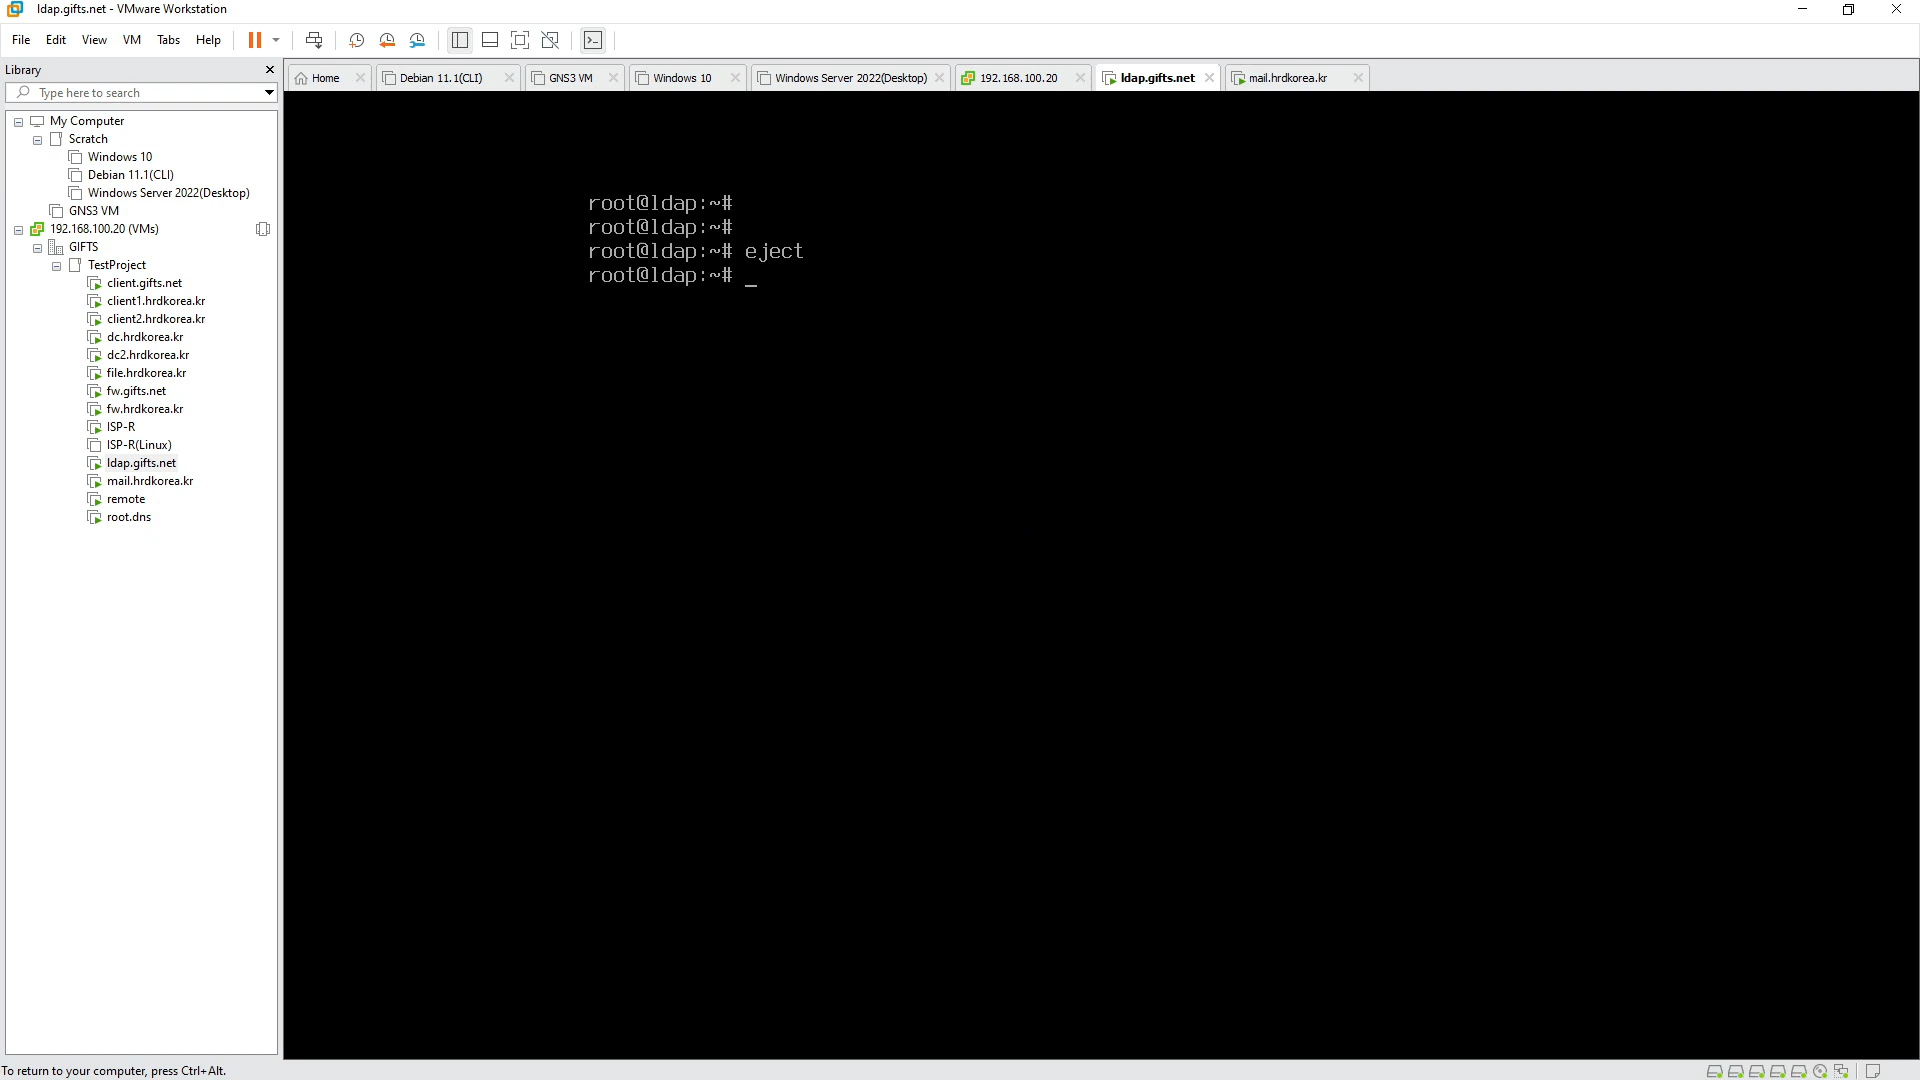 ldap.gifts.net - VMware Workstation
File Edit View VM Tabs Help
Library
Type here to search
Home
Debian 11.1(CLI)
GNS3 VM
Windows 10
Windows Server 2022(Desktop)
192.168.100.20
ldap.gifts.net
mail.hrdkorea.kr
My Computer
Scratch
Windows 10
Debian 11.1(CLI)
Windows Server 2022(Desktop)
GNS3 VM
192.168.100.20 (VMs)
GIFTS
TestProject
client.gifts.net
client1.hrdkorea.kr
client2.hrdkorea.kr
dc.hrdkorea.kr
dc2.hrdkorea.kr
file.hrdkorea.kr
fw.gifts.net
fw.hrdkorea.kr
ISP-R
ISP-R(Linux)
ldap.gifts.net
mail.hrdkorea.kr
remote
root.dns
root@ldap:~#
root@ldap:~#
root@ldap:~# eject
root@ldap:~# _
To return to your computer, press Ctrl+Alt.